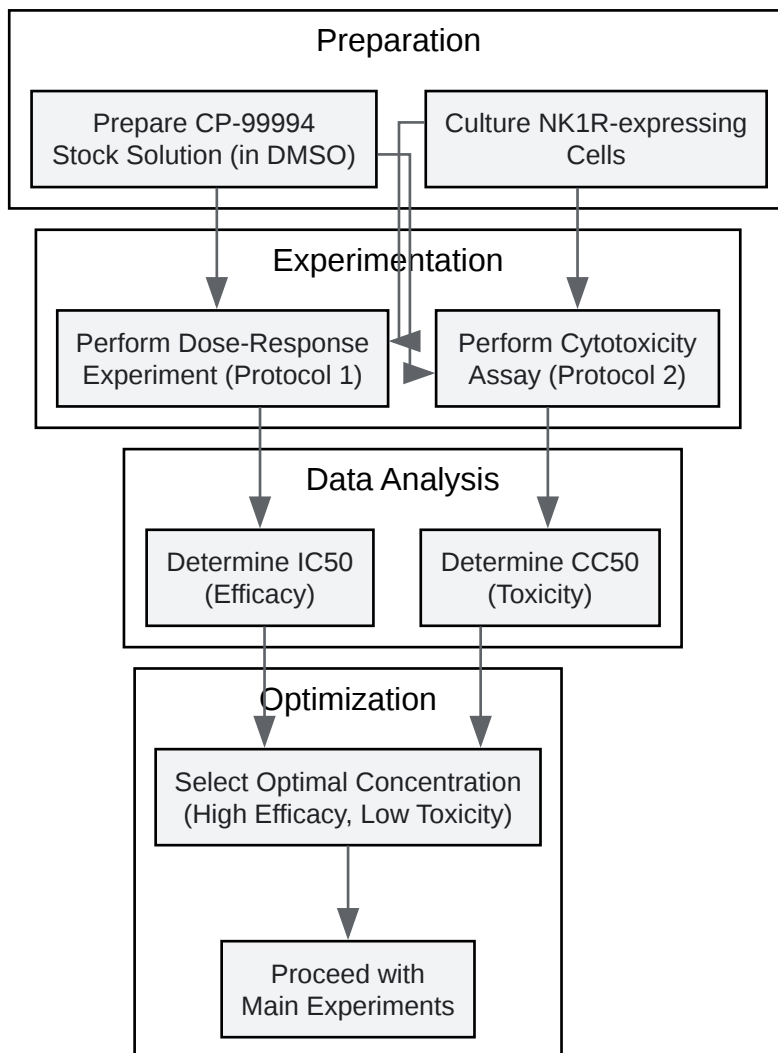 Preparation
Prepare CP-99994
Stock Solution (in DMSO)
Culture NK1R-expressing
Cells
Experimentation
Perform Dose-Response
Experiment (Protocol 1)
Perform Cytotoxicity
Assay (Protocol 2)
Data Analysis
Determine IC50
(Efficacy)
Determine CC50
(Toxicity)
Optimization
Select Optimal Concentration
(High Efficacy, Low Toxicity)
Proceed with
Main Experiments